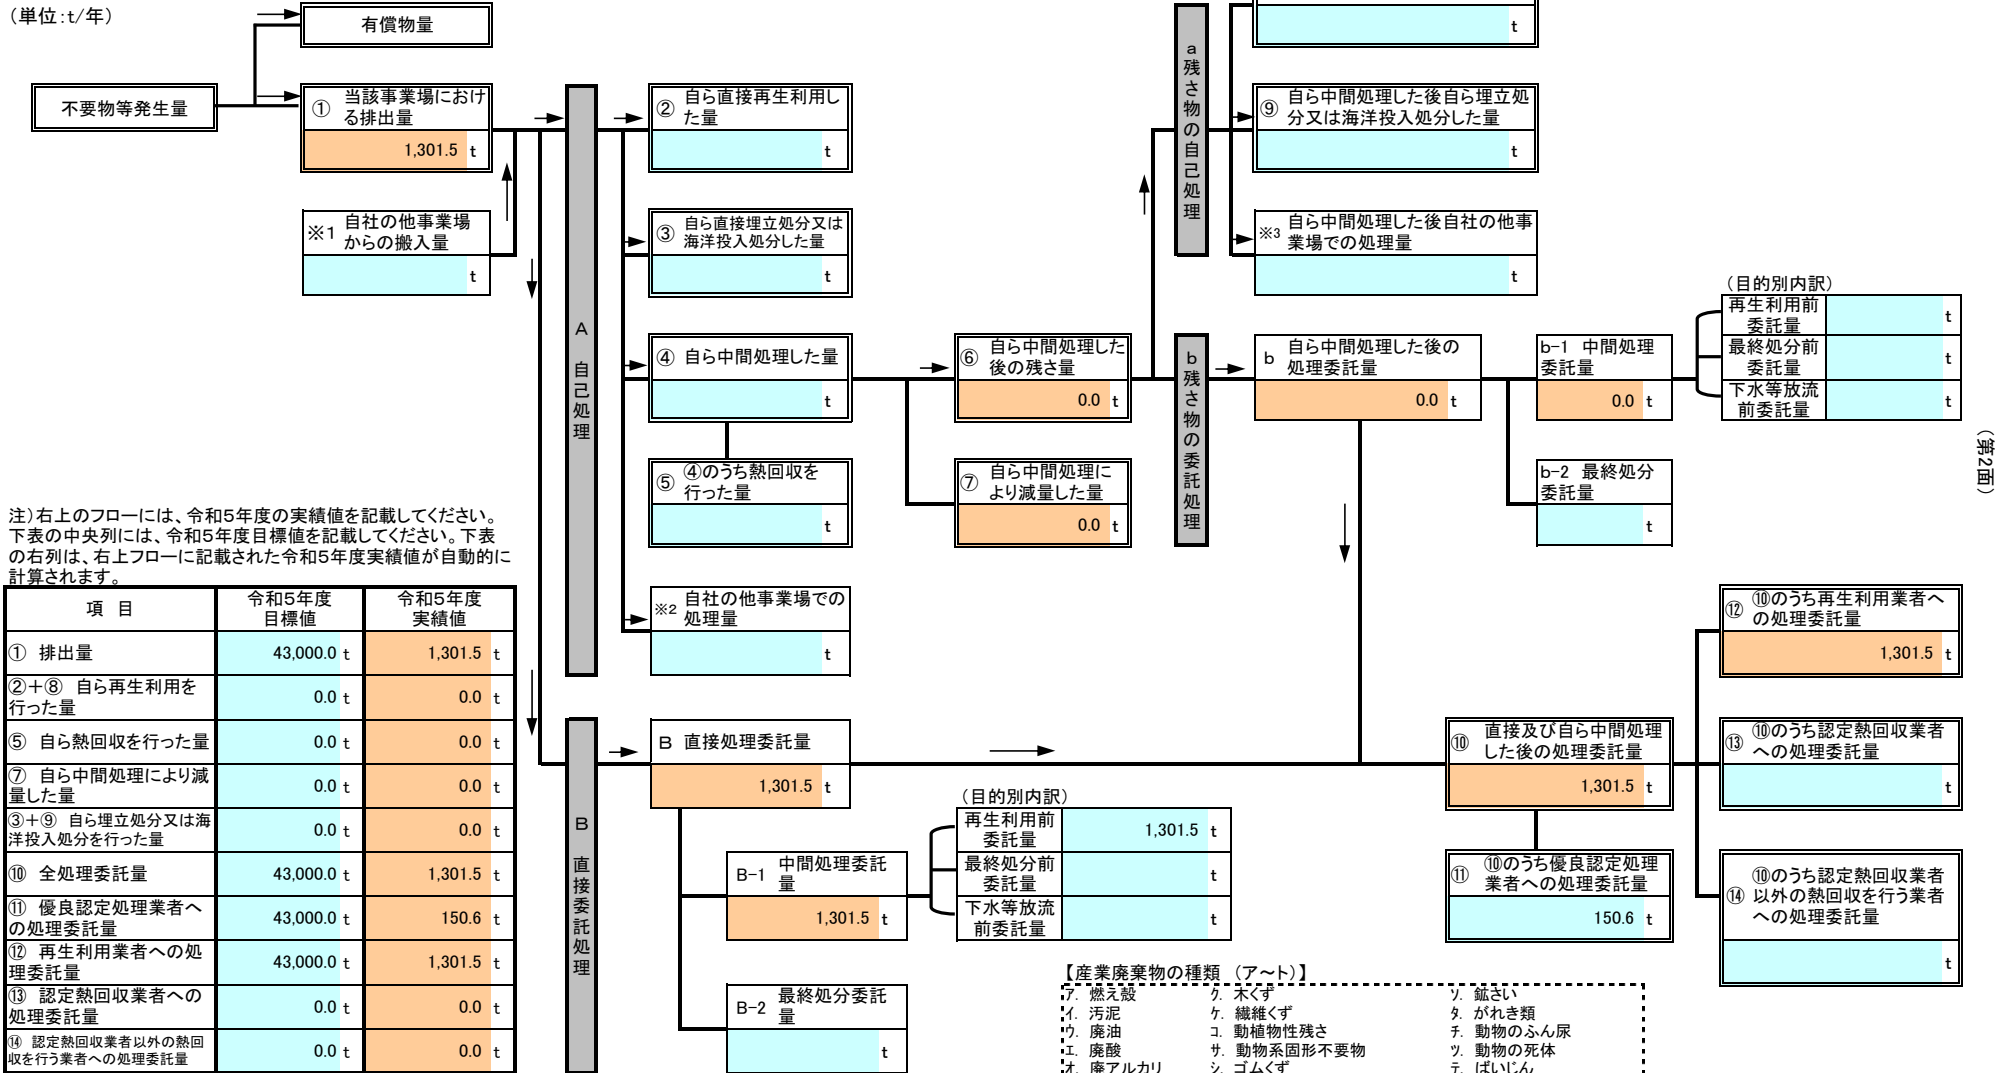 (単位:t/年)
有償物量
不要物等発生量
① 当該事業場におけ
る排出量
1,301.5 t
※1 自社の他事業場
からの搬入量
t
A 自己処理
② 自ら直接再生利用し
た量
t
③ 自ら直接埋立処分又は
海洋投入処分した量
t
④ 自ら中間処理した量
t
⑤ ④のうち熱回収を
行った量
t
※2 自社の他事業場での
処理量
t
⑥ 自ら中間処理した
後の残さ量
0.0 t
⑦ 自ら中間処理に
より減量した量
0.0 t
a 残さ物の自己処理
t
⑨ 自ら中間処理した後自ら埋立処
分又は海洋投入処分した量
t
※3 自ら中間処理した後自社の他事
業場での処理量
t
b 残さ物の委託処理
b 自ら中間処理した後の
処理委託量
0.0 t
b-1 中間処理
委託量
0.0 t
b-2 最終処分
委託量
t
(目的別内訳)
再生利用前
委託量
t
最終処分前
委託量
t
下水等放流
前委託量
t
(第2面)
注)右上のフローには、令和5年度の実績値を記載してください。
下表の中央列には、令和5年度目標値を記載してください。下表
の右列は、右上フローに記載された令和5年度実績値が自動的に
計算されます。
項 目 令和5年度 目標値 令和5年度 実績値
① 排出量 43,000.0 t 1,301.5 t
②+⑧ 自ら再生利用を
行った量 0.0 t 0.0 t
⑤ 自ら熱回収を行った量 0.0 t 0.0 t
⑦ 自ら中間処理により減
量した量 0.0 t 0.0 t
③+⑨ 自ら埋立処分又は海
洋投入処分を行った量 0.0 t 0.0 t
⑩ 全処理委託量 43,000.0 t 1,301.5 t
⑪ 優良認定処理業者へ
の処理委託量 43,000.0 t 150.6 t
⑫ 再生利用業者への処
理委託量 43,000.0 t 1,301.5 t
⑬ 認定熱回収業者への
処理委託量 0.0 t 0.0 t
⑭ 認定熱回収業者以外の熱回
収を行う業者への処理委託量 0.0 t 0.0 t
B 直接委託処理
B 直接処理委託量
1,301.5 t
B-1 中間処理委託
量
1,301.5 t
B-2 最終処分委託
量
t
(目的別内訳)
再生利用前
委託量
1,301.5 t
最終処分前
委託量
t
下水等放流
前委託量
t
⑩ 直接及び自ら中間処理
した後の処理委託量
1,301.5 t
⑪ ⑩のうち優良認定処理
業者への処理委託量
150.6 t
⑫ ⑩のうち再生利用業者へ
の処理委託量
1,301.5 t
⑬ ⑩のうち認定熱回収業者
への処理委託量
t
⑭ ⑩のうち認定熱回収業者
以外の熱回収を行う業者
への処理委託量
t
【産業廃棄物の種類 (ア~ト)】
ア. 燃え殻 ク. 木くず ソ. 鉱さい
イ. 汚泥 ケ. 繊維くず タ. がれき類
ウ. 廃油 コ. 動植物性残さ チ. 動物のふん尿
エ. 廃酸 サ. 動物系固形不要物 ツ. 動物の死体
オ. 廃アルカリ シ. ゴムくず テ. ばいじん